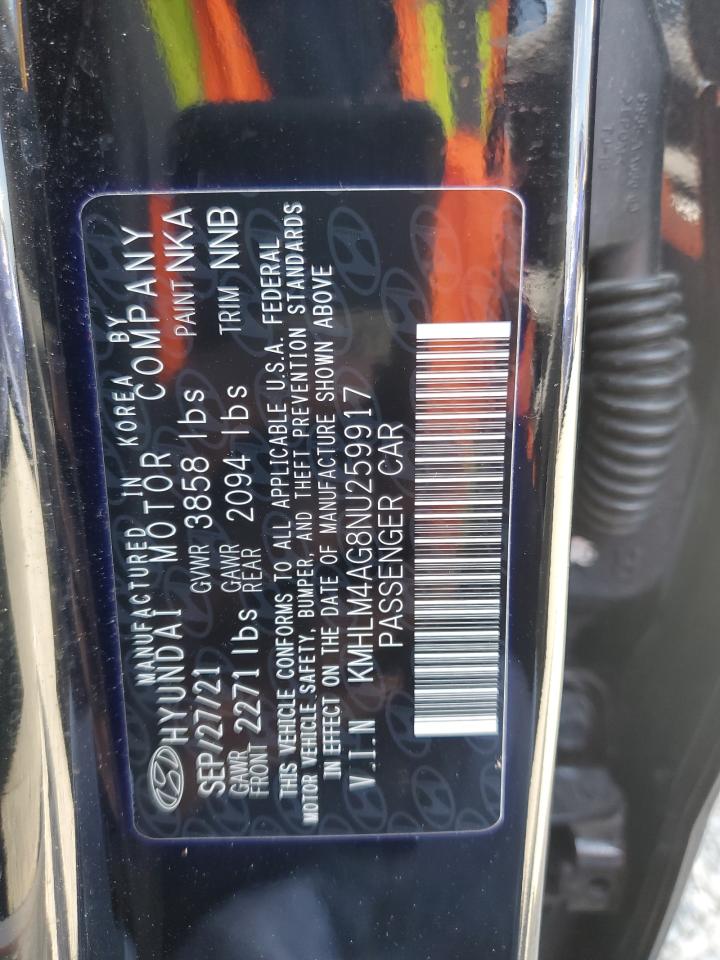 MANUFACTURED IN KOREA BY
HYUNDAI MOTOR COMPANY
SEP/27/21 GVWR 3858 lbs PAINT NKA
GAWR FRONT 2271 lbs GAWR REAR 2094 lbs TRIM NNB
THIS VEHICLE CONFORMS TO ALL APPLICABLE U.S.A. FEDERAL
MOTOR VEHICLE SAFETY, BUMPER, AND THEFT PREVENTION STANDARDS
IN EFFECT ON THE DATE OF MANUFACTURE SHOWN ABOVE
V.I.N KMHLM4AG8NU259917
PASSENGER CAR